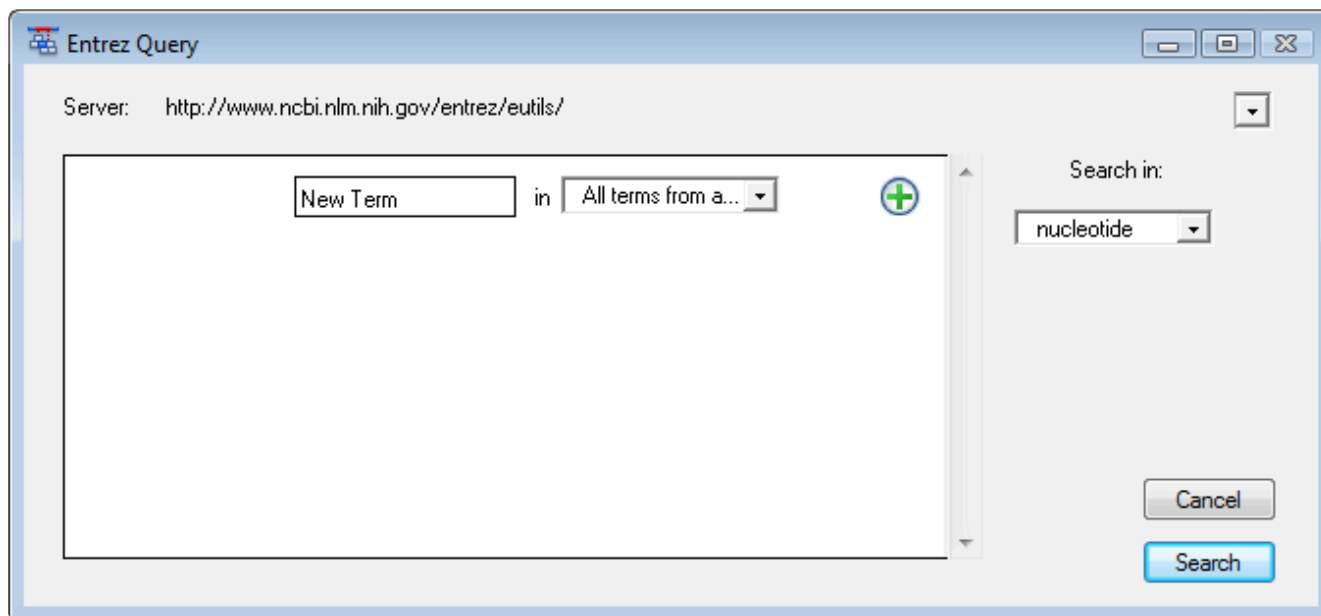 Entrez Query
Server: http://www.ncbi.nlm.nih.gov/entrez/eutils/
Search in:
New Term in All terms from a...
nucleotide
Cancel
Search